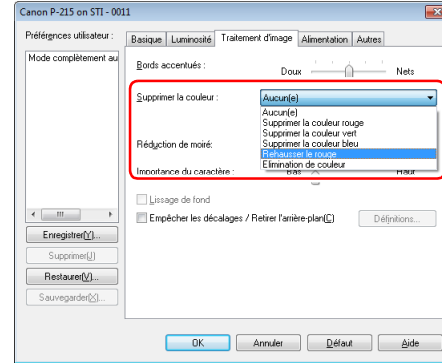 Canon P-215 on STI - 0011
Préférences utilisateur :
Mode complètement au
Basique
Luminosité
Traitement d'image
Alimentation
Autres
Bords accentués :
Doux
Nets
Supprimer la couleur :
Aucun(e)
Aucun(e)
Supprimer la couleur rouge
Supprimer la couleur vert
Supprimer la couleur bleu
Rehausser le rouge
Elimination de couleur
Réduction de moiré:
Importance du caractère :
Bas
Haut
Lissage de fond
Empêcher les décalages / Retirer l'arrière-plan(C)
Définitions...
Enregistrer(Y)...
Supprimer(J)
Restaurer(V)...
Sauvegarder(X)...
OK
Annuler
Défaut
Aide